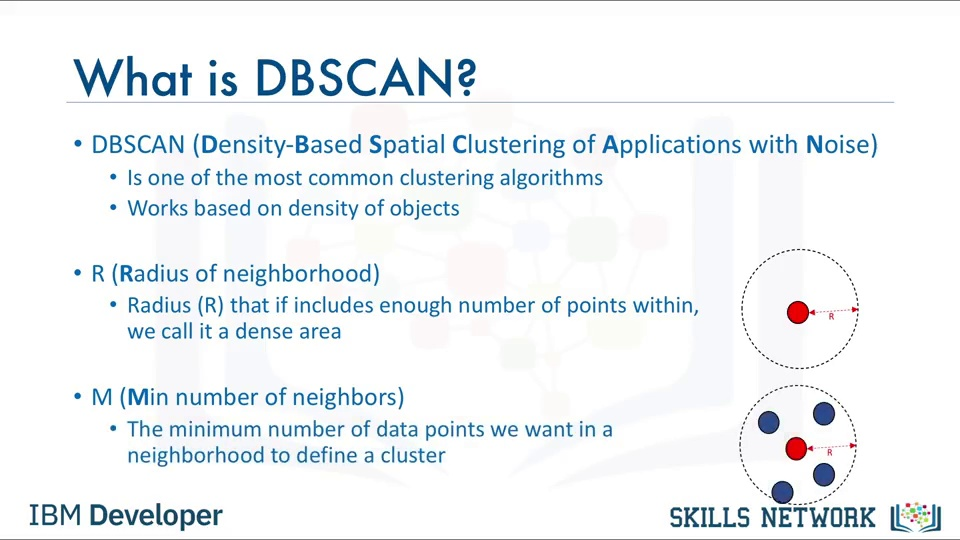 What is DBSCAN?
• DBSCAN (Density-Based Spatial Clustering of Applications with Noise)
• Is one of the most common clustering algorithms
• Works based on density of objects
• R (Radius of neighborhood)
• Radius (R) that if includes enough number of points within,
we call it a dense area
R
• M (Min number of neighbors)
• The minimum number of data points we want in a
neighborhood to define a cluster
R
IBM Developer
SKILLS NETWORK